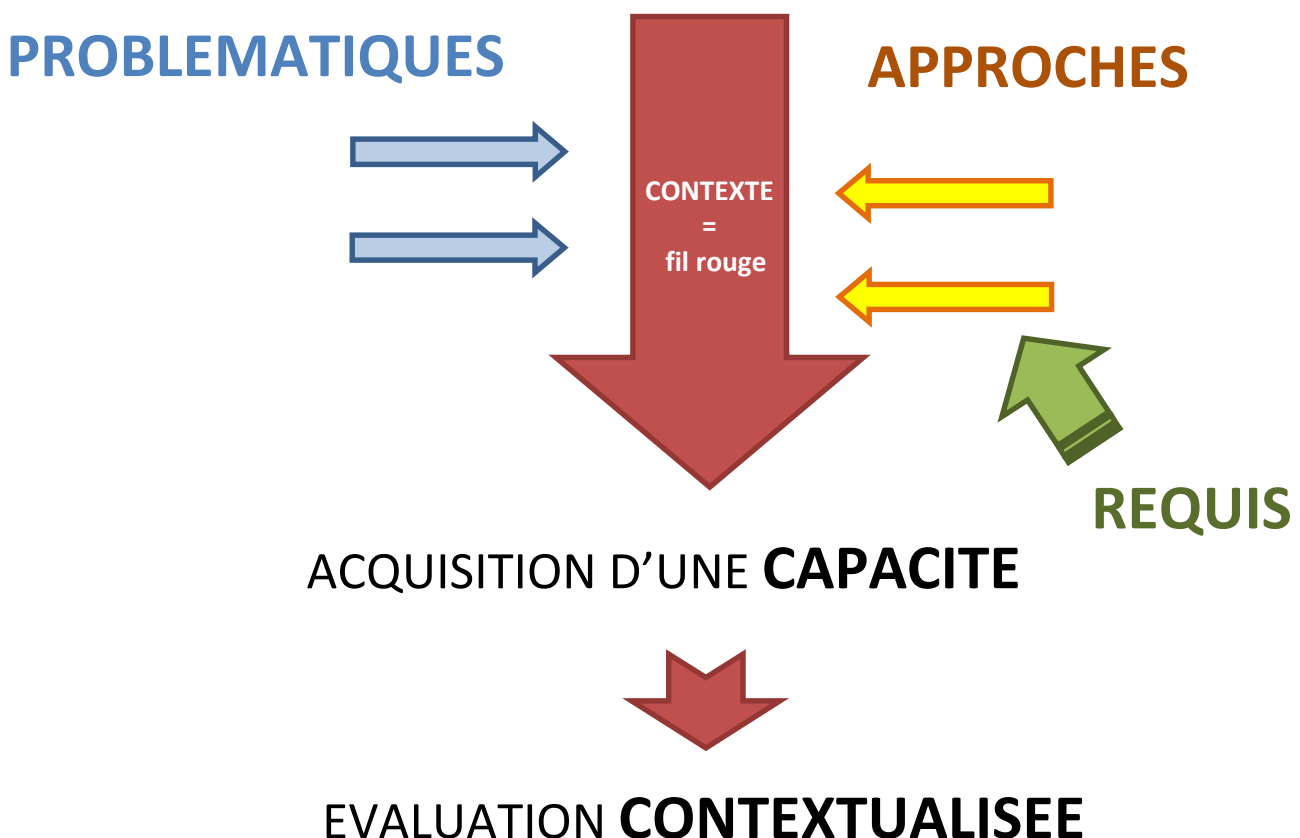 PROBLEMATIQUES
APPROCHES
CONTEXTE
=
fil rouge
REQUIS
ACQUISITION D’UNE CAPACITE
EVALUATION CONTEXTUALISEE